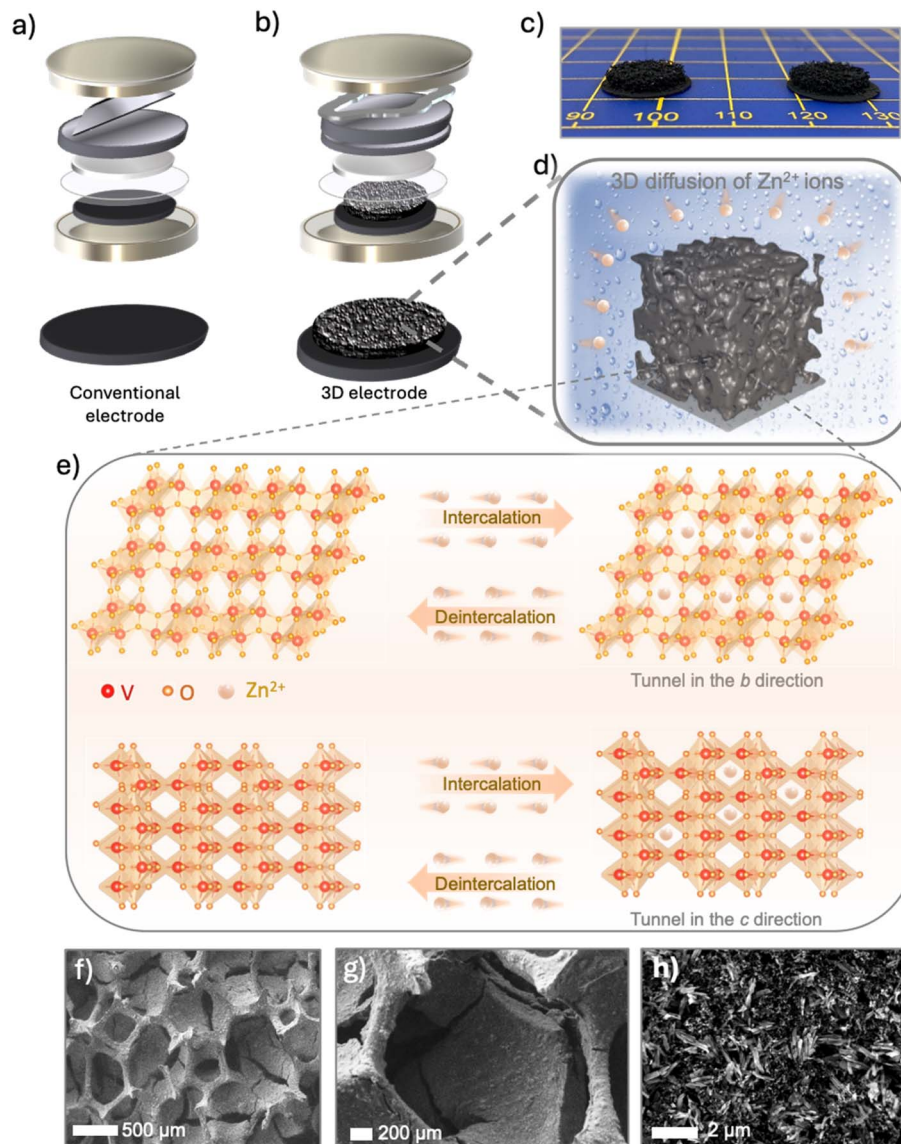 a)
b)
c)
90 100 110 120 130
d)
3D diffusion of Zn²⁺ ions
Conventional
electrode
3D electrode
e)
Intercalation
Deintercalation
V O Zn²⁺
Tunnel in the b direction
Intercalation
Deintercalation
Tunnel in the c direction
f)
500 µm
g)
200 µm
h)
2 µm